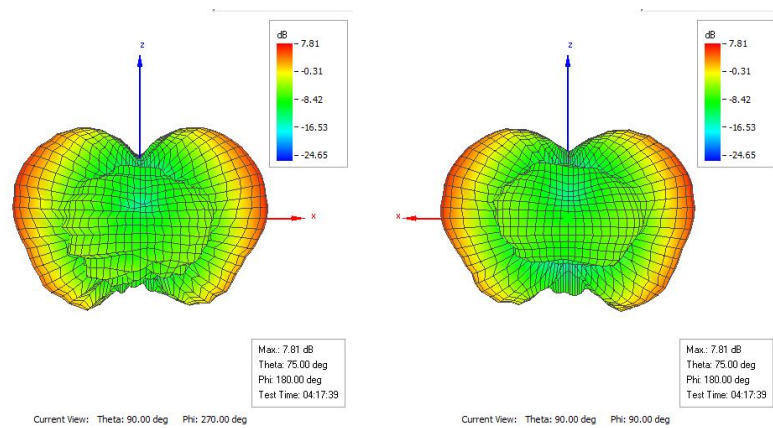 dB
7.81
-0.31
-8.42
-16.53
-24.65
z
x
Max.: 7.81 dB
Theta: 75.00 deg
Phi: 180.00 deg
Test Time: 04:17:39
Current View: Theta: 90.00 deg Phi: 270.00 deg
dB
7.81
-0.31
-8.42
-16.53
-24.65
z
x
Max.: 7.81 dB
Theta: 75.00 deg
Phi: 180.00 deg
Test Time: 04:17:39
Current View: Theta: 90.00 deg Phi: 90.00 deg